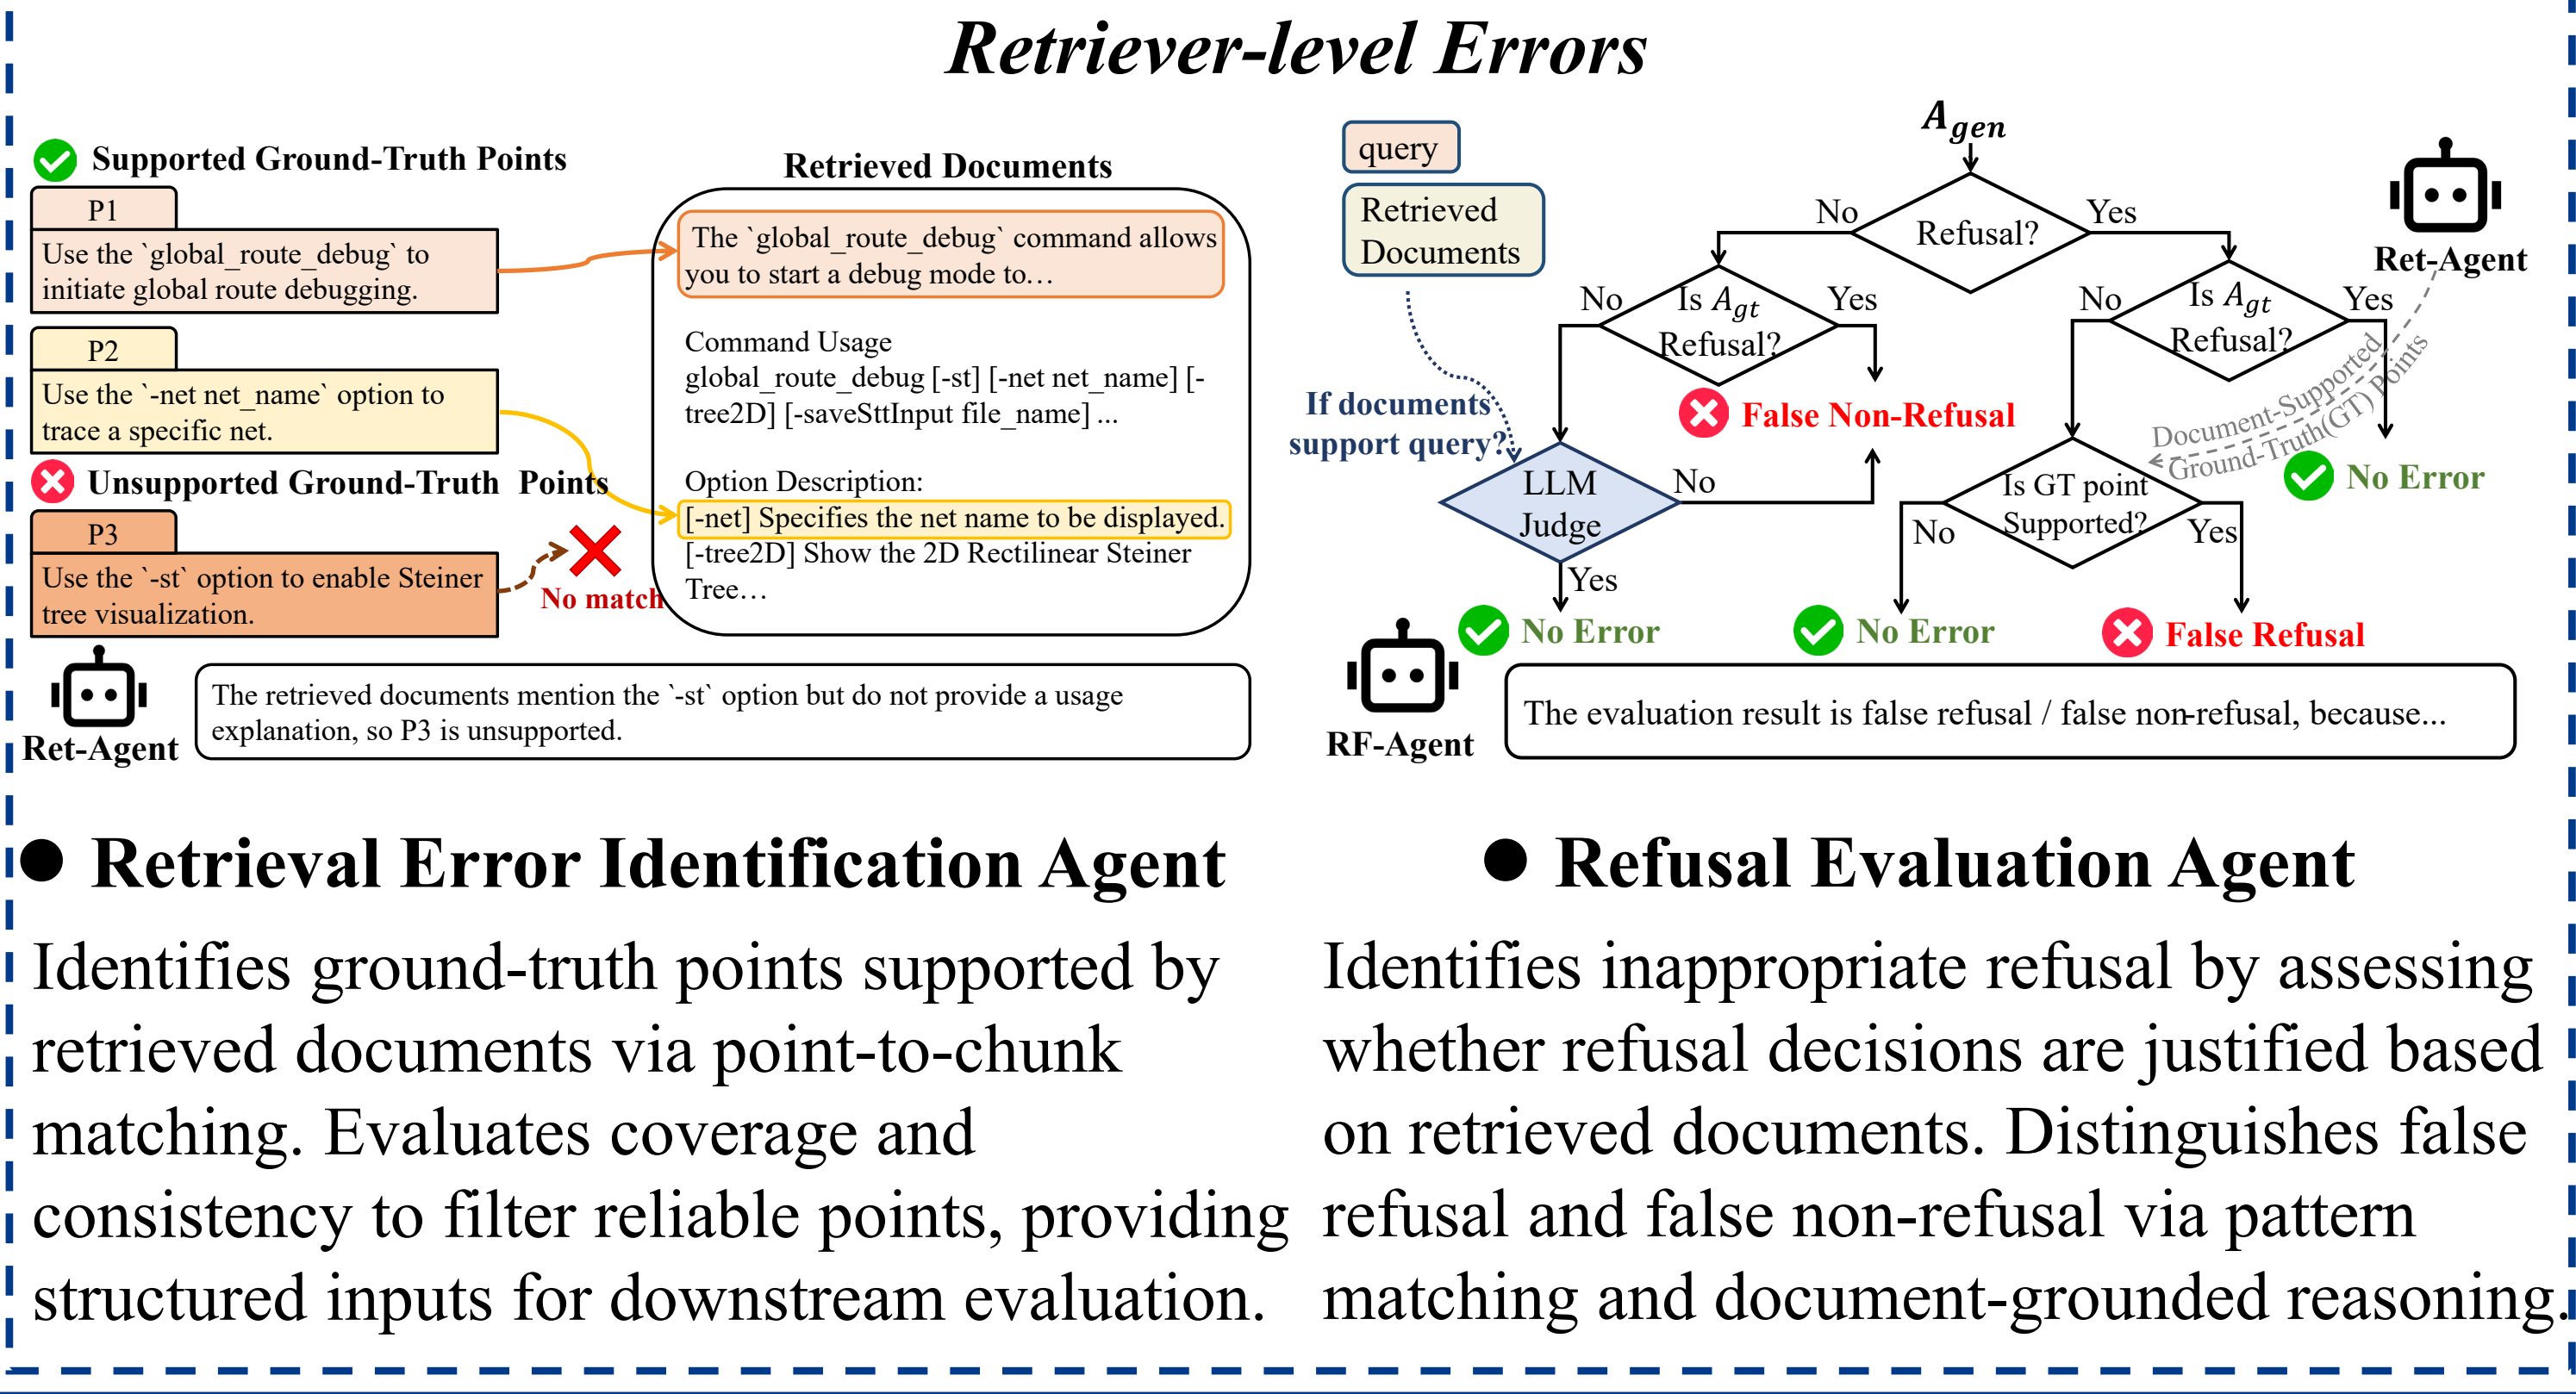 Retriever-level Errors
Supported Ground-Truth Points
P1
Use the `global_route_debug` to
initiate global route debugging.
P2
Use the `-net net_name` option to
trace a specific net.
Unsupported Ground-Truth Points
P3
Use the `-st` option to enable Steiner
tree visualization.
No match
Retrieved Documents
The `global_route_debug` command allows
you to start a debug mode to…
Command Usage
global_route_debug [-st] [-net net_name] [-
tree2D] [-saveSttInput file_name] ...
Option Description:
[-net] Specifies the net name to be displayed.
[-tree2D] Show the 2D Rectilinear Steiner
Tree…
Ret-Agent
The retrieved documents mention the `-st` option but do not provide a usage
explanation, so P3 is unsupported.
query
Retrieved
Documents
If documents
support query?
A_gen
Refusal?
No
Yes
Ret-Agent
Is A_gt
Refusal?
No
Yes
Is A_gt
Refusal?
No
Yes
False Non-Refusal
Document-Supported
Ground-Truth(GT) Points
No Error
LLM
Judge
No
Yes
Is GT point
Supported?
No
Yes
No Error
No Error
False Refusal
RF-Agent
The evaluation result is false refusal / false non-refusal, because...
● Retrieval Error Identification Agent
Identifies ground-truth points supported by
retrieved documents via point-to-chunk
matching. Evaluates coverage and
consistency to filter reliable points, providing
structured inputs for downstream evaluation.
● Refusal Evaluation Agent
Identifies inappropriate refusal by assessing
whether refusal decisions are justified based
on retrieved documents. Distinguishes false
refusal and false non-refusal via pattern
matching and document-grounded reasoning.